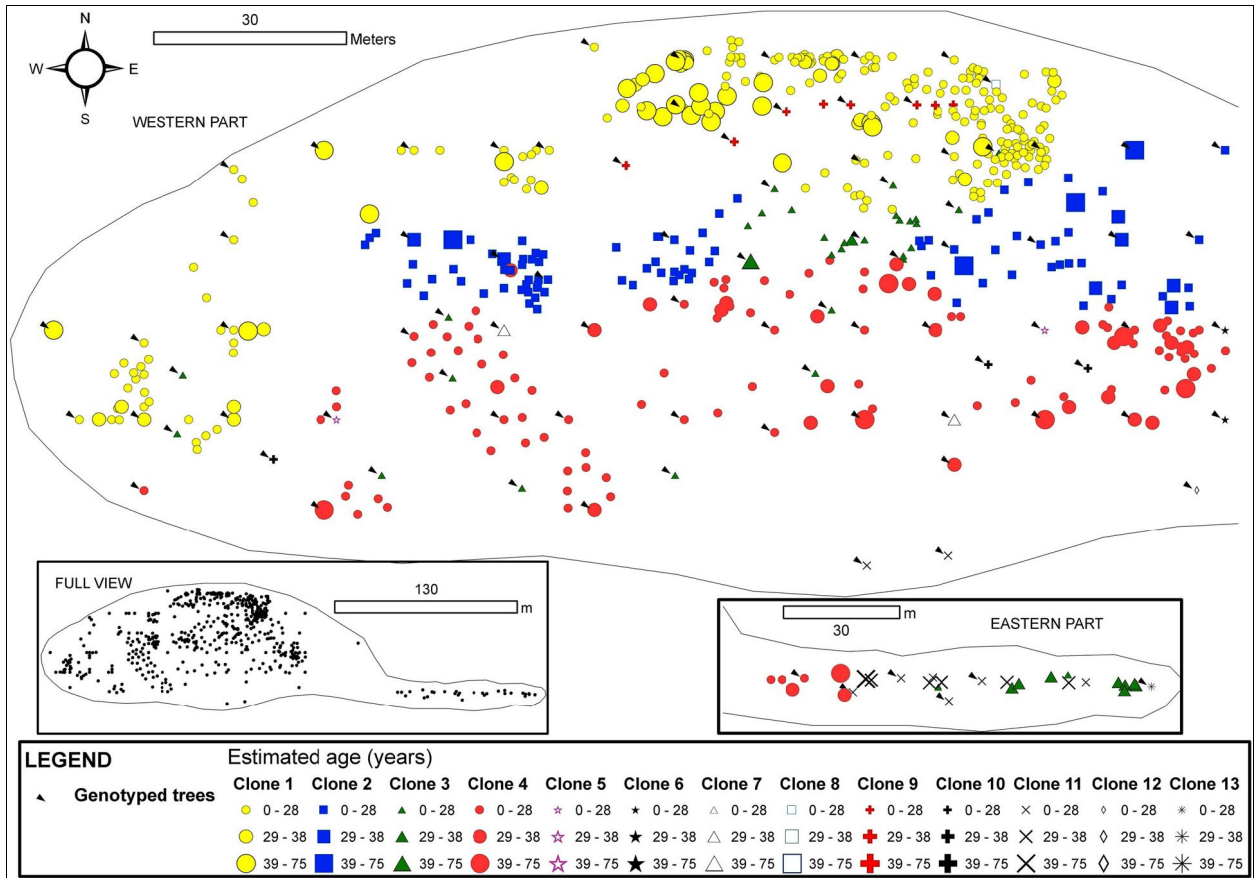 30
Meters
N
W E
S
WESTERN PART
FULL VIEW
130
m
30
m
EASTERN PART
LEGEND
Genotyped trees
Estimated age (years)
Clone 1 Clone 2 Clone 3 Clone 4 Clone 5 Clone 6 Clone 7 Clone 8 Clone 9 Clone 10 Clone 11 Clone 12 Clone 13
0 - 28 0 - 28 0 - 28 0 - 28 0 - 28 0 - 28 0 - 28 0 - 28 0 - 28 0 - 28 0 - 28 0 - 28 0 - 28
29 - 38 29 - 38 29 - 38 29 - 38 29 - 38 29 - 38 29 - 38 29 - 38 29 - 38 29 - 38 29 - 38 29 - 38 29 - 38
39 - 75 39 - 75 39 - 75 39 - 75 39 - 75 39 - 75 39 - 75 39 - 75 39 - 75 39 - 75 39 - 75 39 - 75 39 - 75